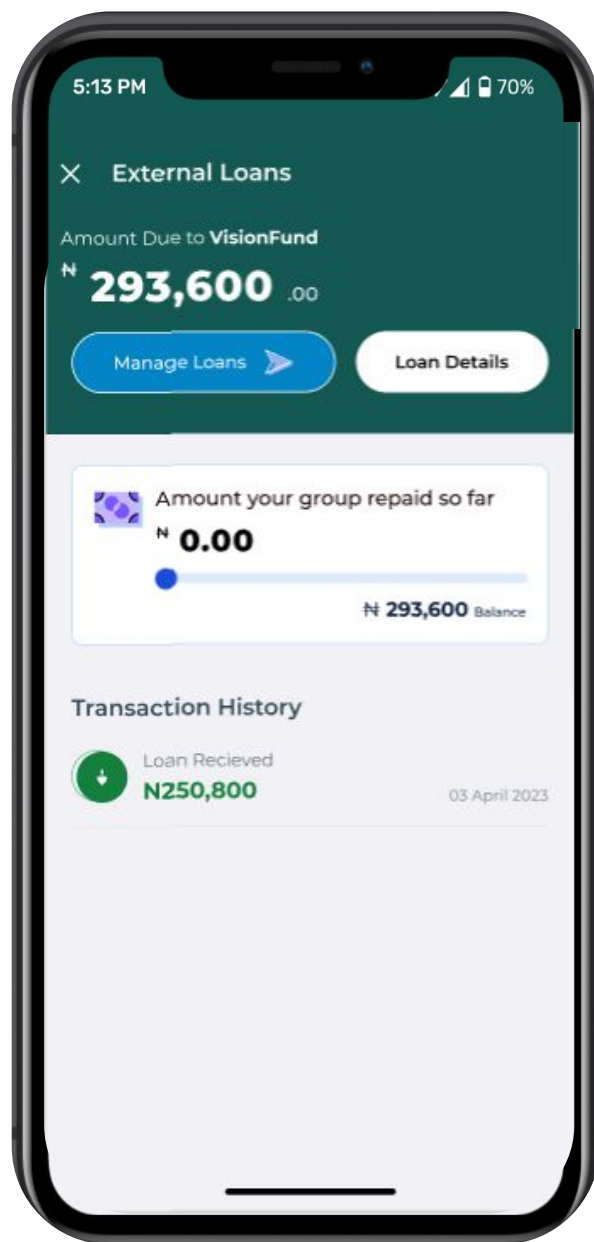 5:13 PM 70%
External Loans
Amount Due to VisionFund
₦ 293,600 .00
Manage Loans Loan Details
Amount your group repaid so far
₦ 0.00
₦ 293,600 Balance
Transaction History
Loan Recieved
N250,800
03 April 2023